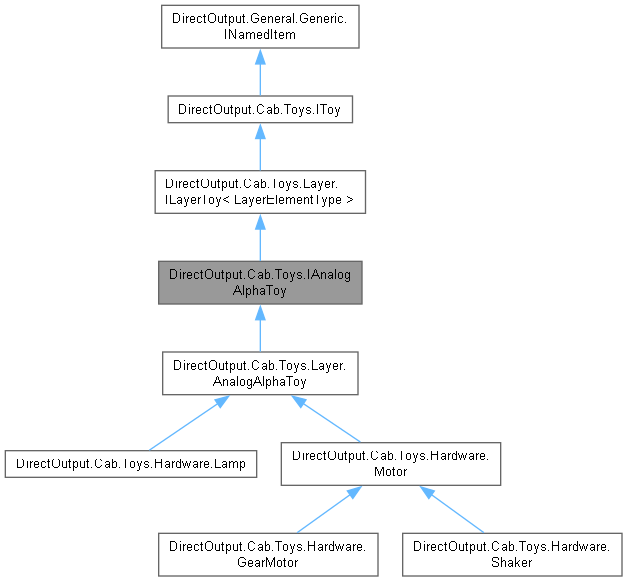 DirectOutput.General.Generic.
INamedItem
DirectOutput.Cab.Toys.IToy
DirectOutput.Cab.Toys.Layer.
ILayerToy< LayerElementType >
DirectOutput.Cab.Toys.IAnalog
AlphaToy
DirectOutput.Cab.Toys.Layer.
AnalogAlphaToy
DirectOutput.Cab.Toys.Hardware.Lamp
DirectOutput.Cab.Toys.Hardware.
Motor
DirectOutput.Cab.Toys.Hardware.
GearMotor
DirectOutput.Cab.Toys.Hardware.
Shaker